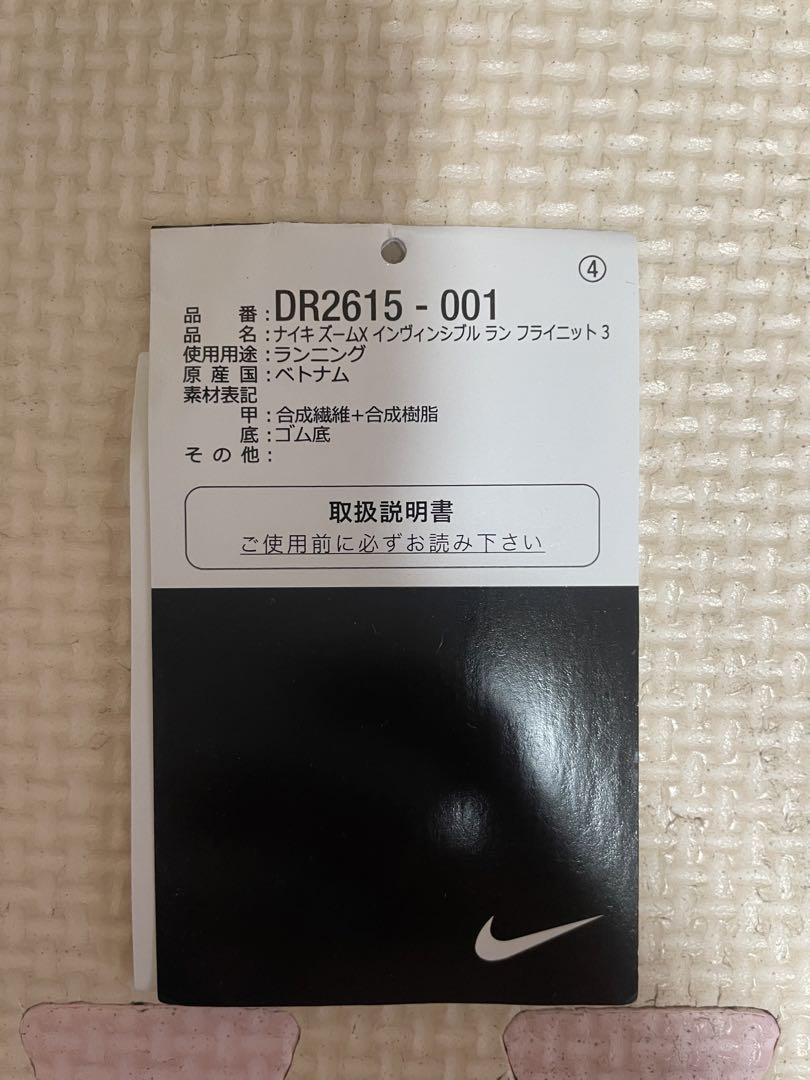 ④
品番：DR2615 - 001
品名：ナイキ ズームX インヴィンシブル ラン フライニット 3
使用用途：ランニング
原産国：ベトナム
素材表記
甲：合成繊維+合成樹脂
底：ゴム底
その他：
取扱説明書
ご使用前に必ずお読み下さい